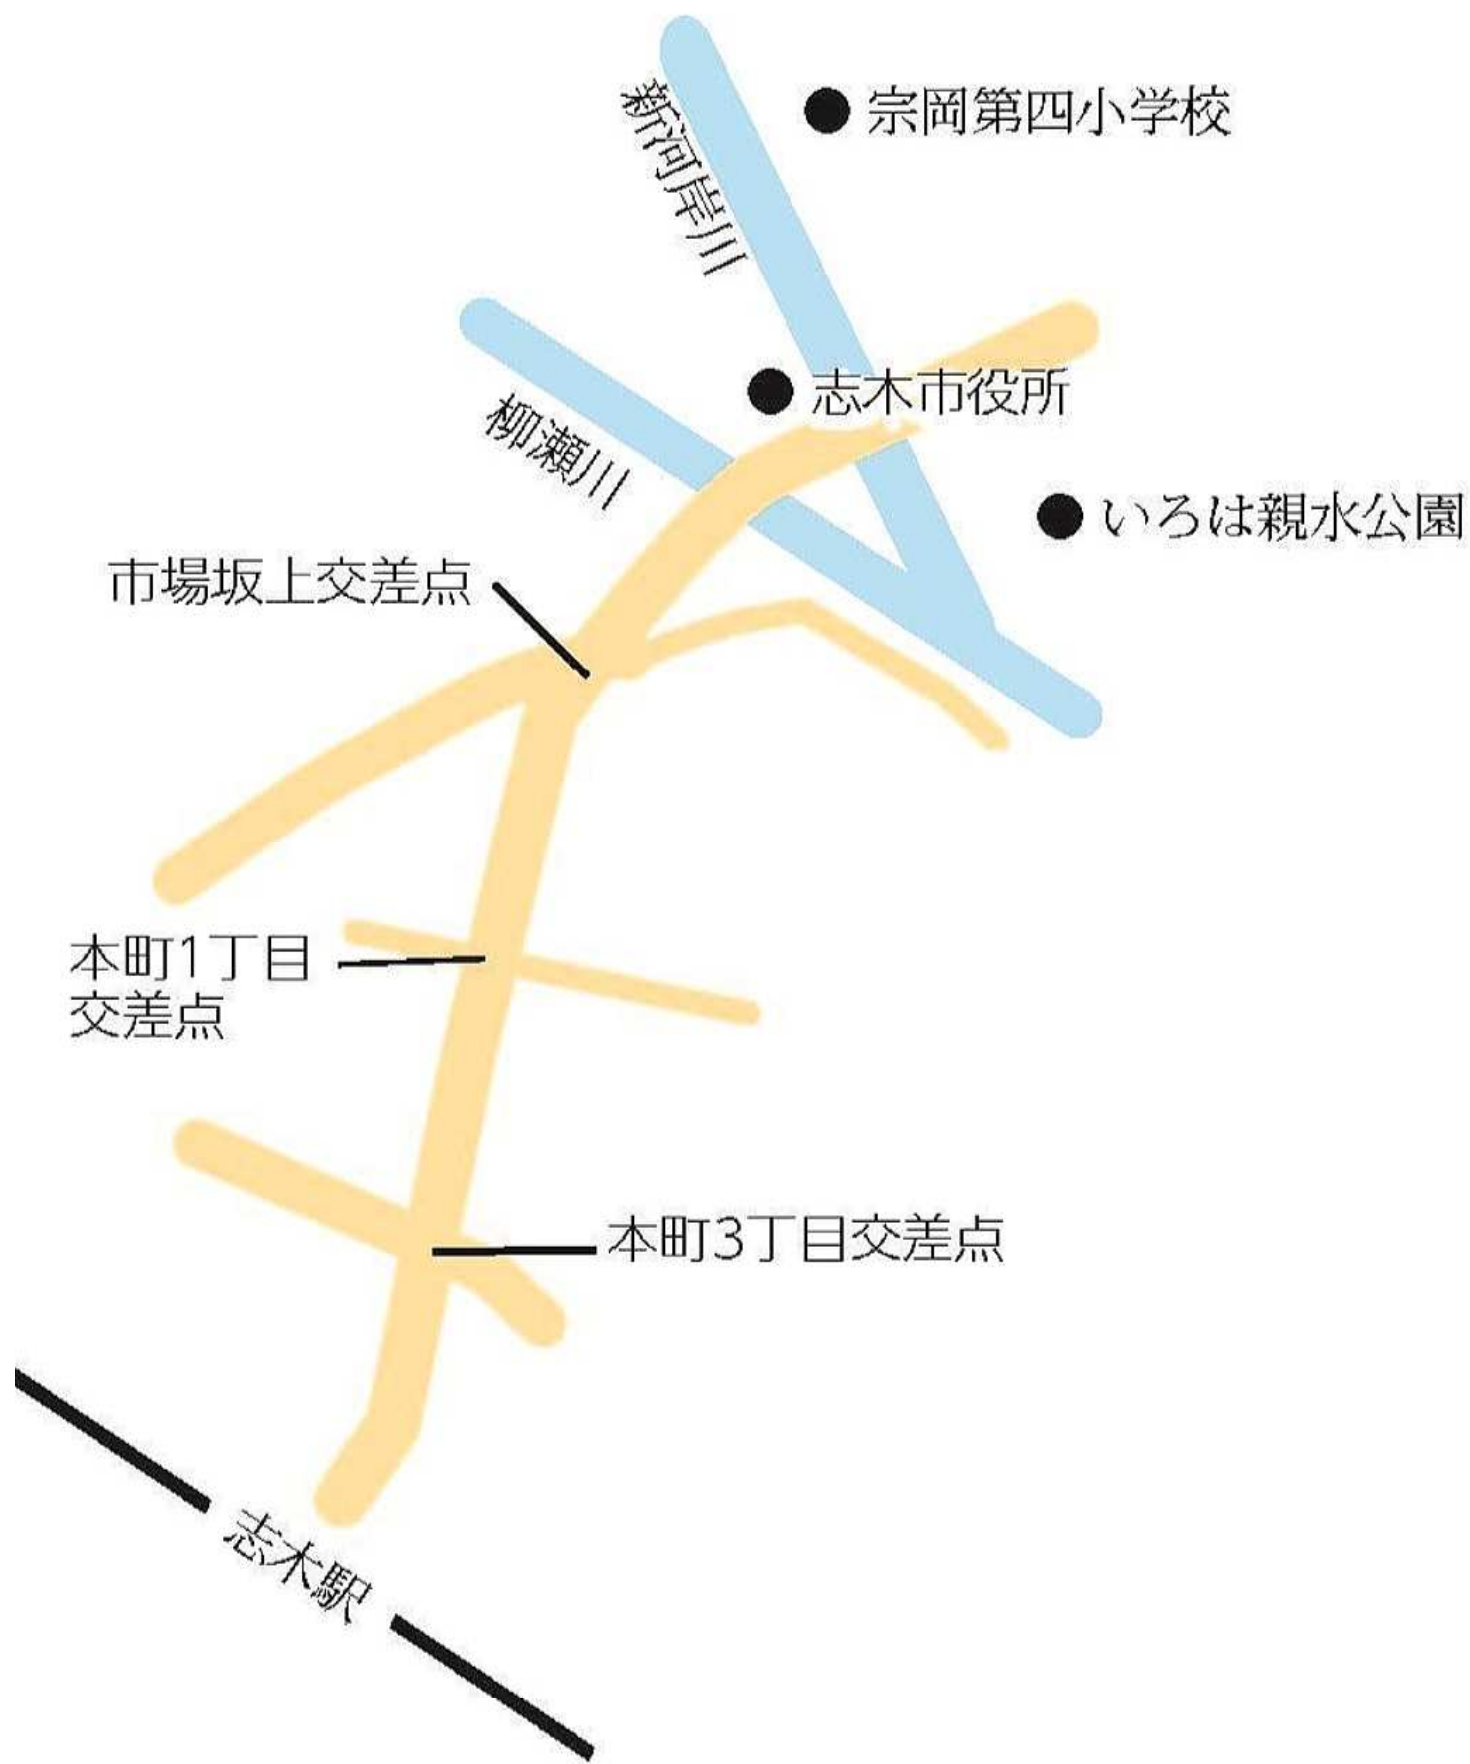 新河岸川
宗岡第四小学校
志木市役所
柳瀬川
いろは親水公園
市場坂上交差点
本町1丁目
交差点
本町3丁目交差点
志木駅